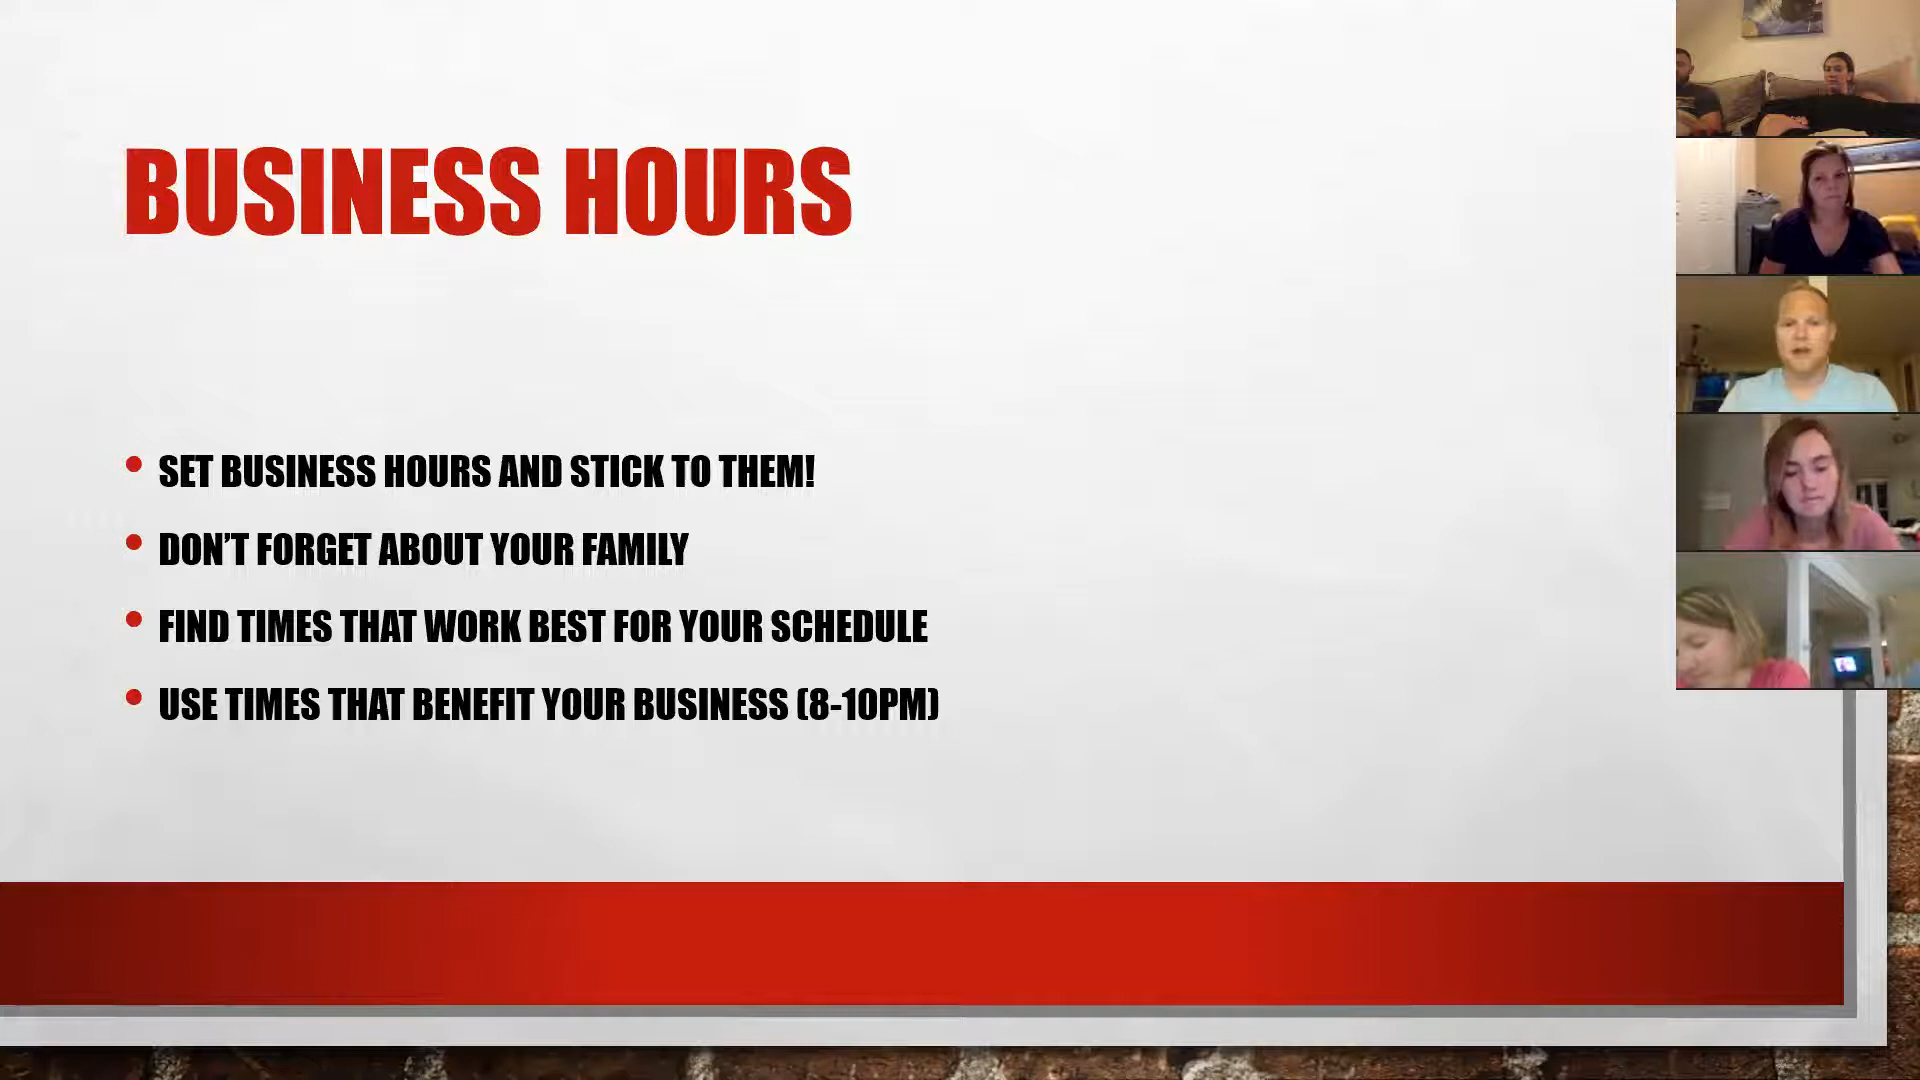 BUSINESS HOURS
SET BUSINESS HOURS AND STICK TO THEM!
DON'T FORGET ABOUT YOUR FAMILY
FIND TIMES THAT WORK BEST FOR YOUR SCHEDULE
USE TIMES THAT BENEFIT YOUR BUSINESS (8-10PM)